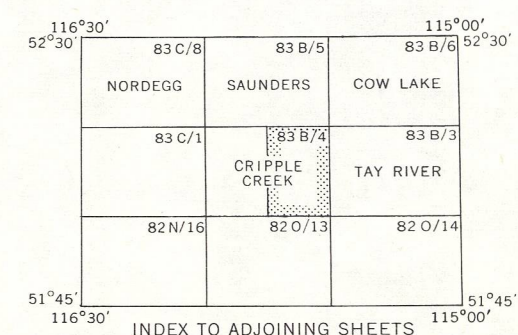 116°30′
115°00′
52°30′
52°30′
83 C/8
83 B/5
83 B/6
NORDEGG
SAUNDERS
COW LAKE
83 C/1
83 B/4
83 B/3
CRIPPLE
CREEK
TAY RIVER
82 N/16
82 O/13
82 O/14
51°45′
51°45′
116°30′
115°00′
INDEX TO ADJOINING SHEETS